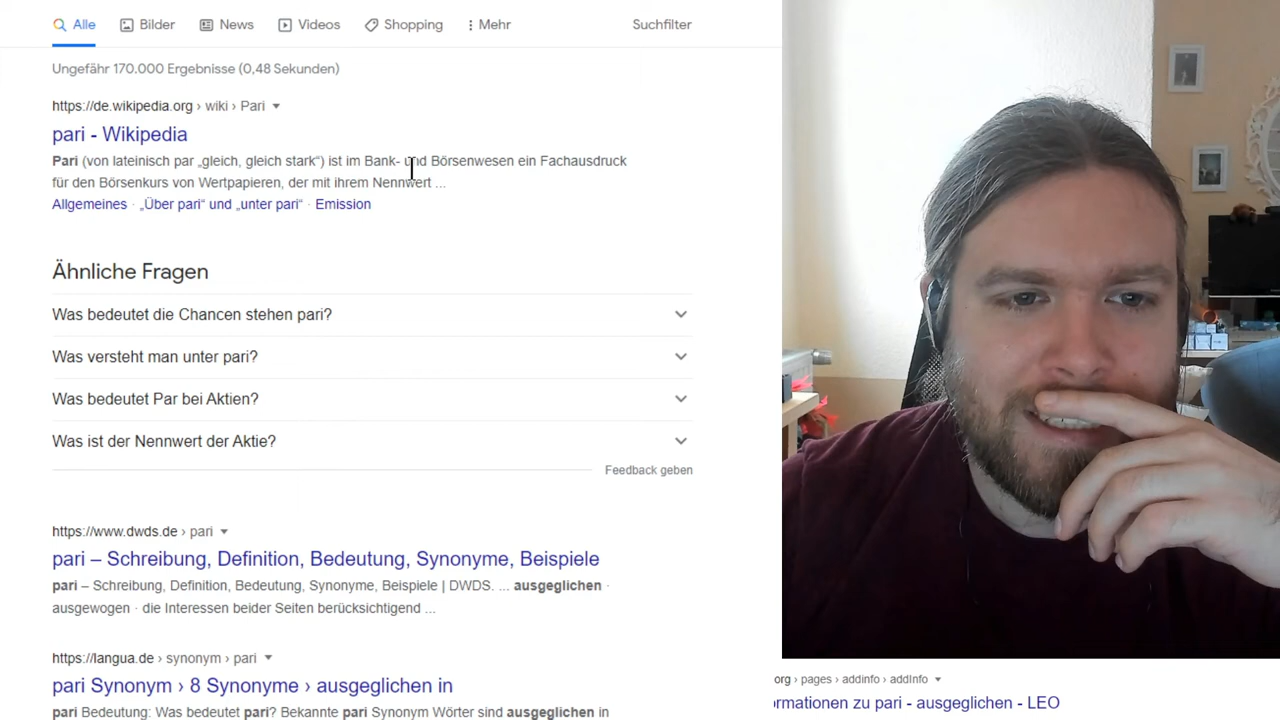 Alle Bilder News Videos Shopping Mehr Suchfilter
Ungefähr 170.000 Ergebnisse (0,48 Sekunden)
https://de.wikipedia.org › wiki › Pari
pari - Wikipedia
Pari (von lateinisch par „gleich, gleich stark“) ist im Bank- und Börsenwesen ein Fachausdruck
für den Börsenkurs von Wertpapieren, der mit ihrem Nennwert ...
Allgemeines · „Über pari“ und „unter pari“ · Emission
Ähnliche Fragen
Was bedeutet die Chancen stehen pari?
Was versteht man unter pari?
Was bedeutet Par bei Aktien?
Was ist der Nennwert der Aktie?
Feedback geben
https://www.dwds.de › pari
pari – Schreibung, Definition, Bedeutung, Synonyme, Beispiele
pari – Schreibung, Definition, Bedeutung, Synonyme, Beispiele | DWDS. ... ausgeglichen ·
ausgewogen · die Interessen beider Seiten berücksichtigend ...
https://langua.de › synonym › pari
pari Synonym › 8 Synonyme › ausgeglichen in
pari Bedeutung: Was bedeutet pari? Bekannte pari Synonym Wörter sind ausgeglichen in
org › pages › addinfo › addInfo
ormationen zu pari - ausgeglichen - LEO